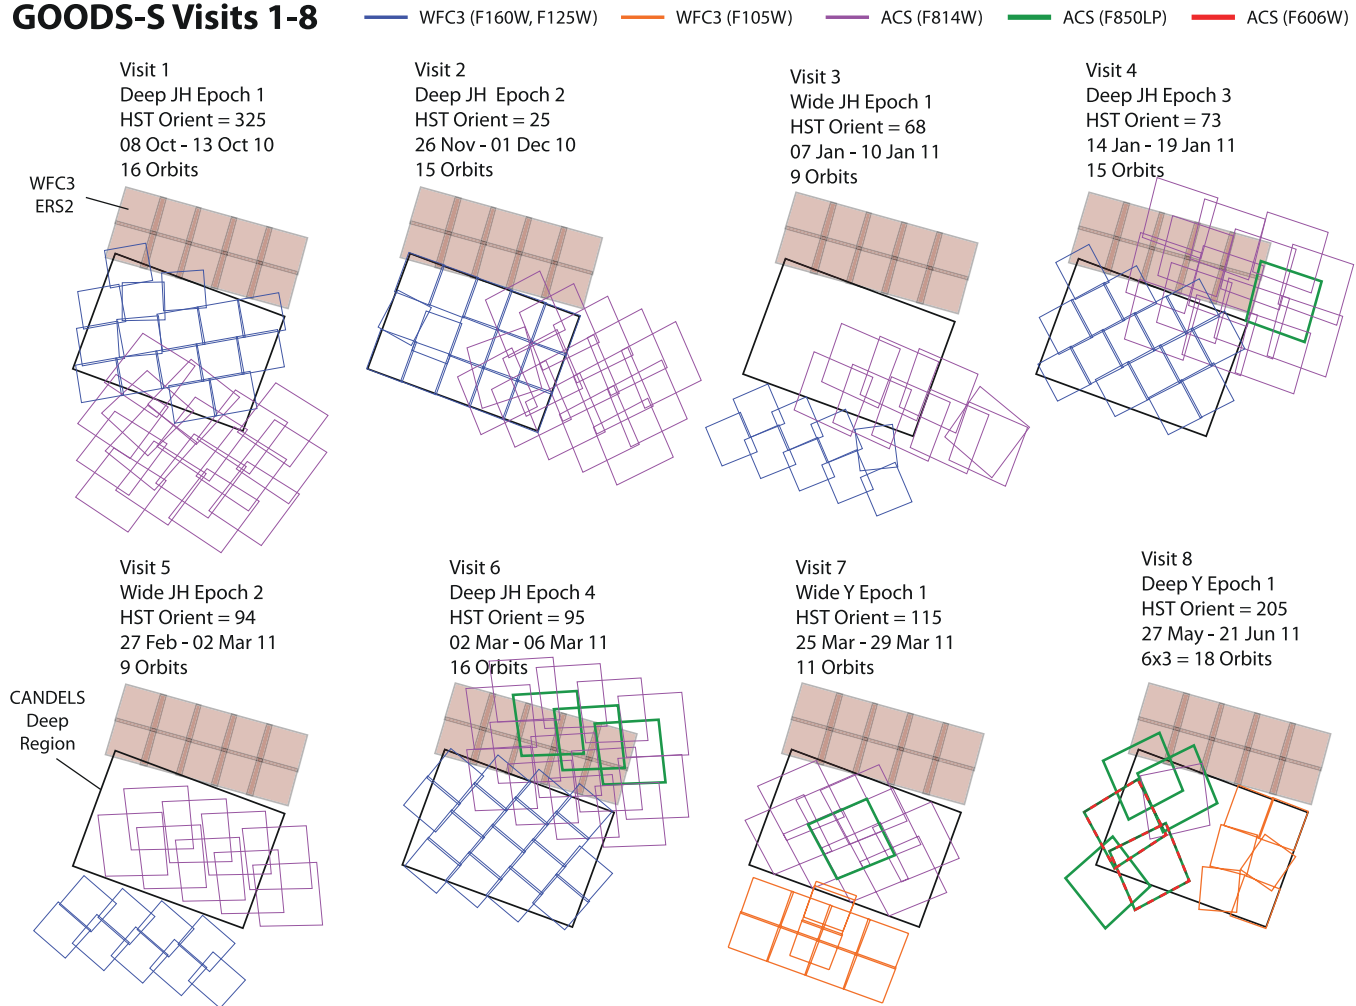 GOODS-S Visits 1-8
WFC3 (F160W, F125W)
WFC3 (F105W)
ACS (F814W)
ACS (F850LP)
ACS (F606W)
Visit 1
Deep JH Epoch 1
HST Orient = 325
08 Oct - 13 Oct 10
16 Orbits
WFC3
ERS2
Visit 2
Deep JH Epoch 2
HST Orient = 25
26 Nov - 01 Dec 10
15 Orbits
Visit 3
Wide JH Epoch 1
HST Orient = 68
07 Jan - 10 Jan 11
9 Orbits
Visit 4
Deep JH Epoch 3
HST Orient = 73
14 Jan - 19 Jan 11
15 Orbits
Visit 5
Wide JH Epoch 2
HST Orient = 94
27 Feb - 02 Mar 11
9 Orbits
CANDELS
Deep
Region
Visit 6
Deep JH Epoch 4
HST Orient = 95
02 Mar - 06 Mar 11
16 Orbits
Visit 7
Wide Y Epoch 1
HST Orient = 115
25 Mar - 29 Mar 11
11 Orbits
Visit 8
Deep Y Epoch 1
HST Orient = 205
27 May - 21 Jun 11
6x3 = 18 Orbits